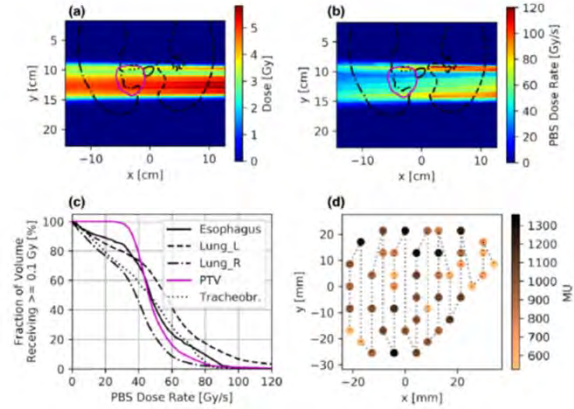 (a)
y [cm]
0
5
10
15
20
−10
0
10
x [cm]
5
4
3
2
1
0
Dose [Gy]
(b)
y [cm]
0
5
10
15
20
−10
0
10
x [cm]
120
100
80
60
40
20
0
PBS Dose Rate [Gy/s]
(c)
Fraction of Volume
Receiving >= 0.1 Gy [%]
100
80
60
40
20
0
Esophagus
Lung_L
Lung_R
PTV
Tracheobr.
0
20
40
60
80
100
120
PBS Dose Rate [Gy/s]
(d)
y [mm]
30
20
10
0
−10
−20
−30
−20
0
20
x [mm]
1300
1200
1100
1000
900
800
700
600
MU